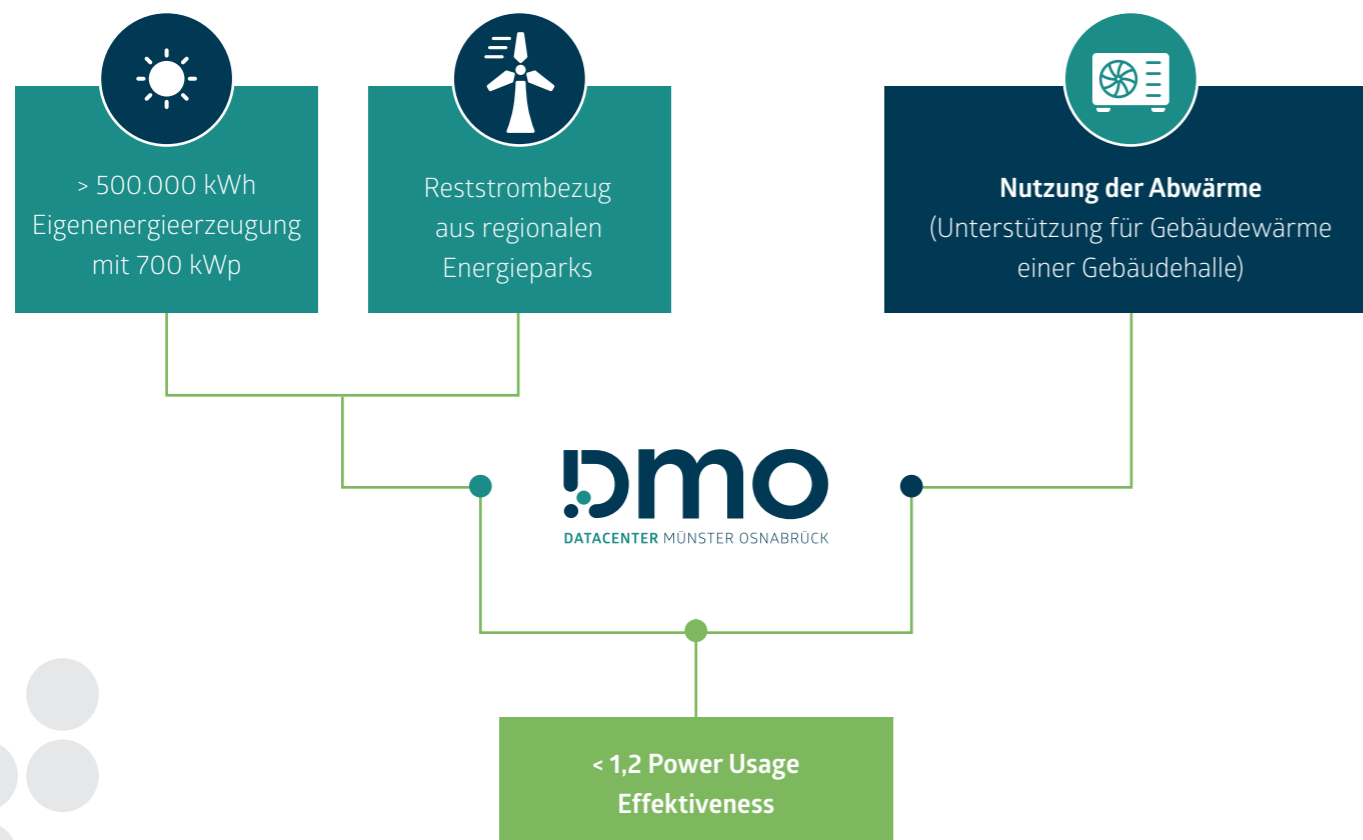 > 500.000 kWh
Eigenenergieerzeugung
mit 700 kWp
Reststrombezug
aus regionalen
Energieparks
Nutzung der Abwärme
(Unterstützung für Gebäudewärme
einer Gebäudehalle)
DMO
DATACENTER MÜNSTER OSNABRÜCK
< 1,2 Power Usage
Effektiveness